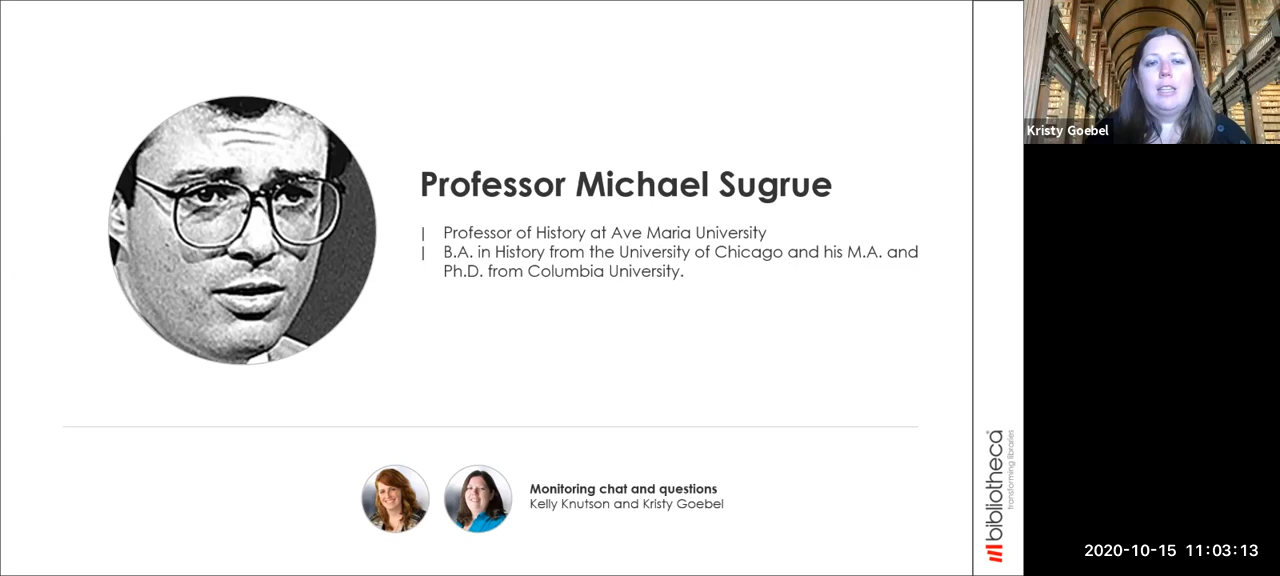 Professor Michael Sugrue
| Professor of History at Ave Maria University
| B.A. in History from the University of Chicago and his M.A. and
Ph.D. from Columbia University.
Monitoring chat and questions
Kelly Knutson and Kristy Goebel
bibliotheca®
transforming libraries
Kristy Goebel
2020-10-15 11:03:13